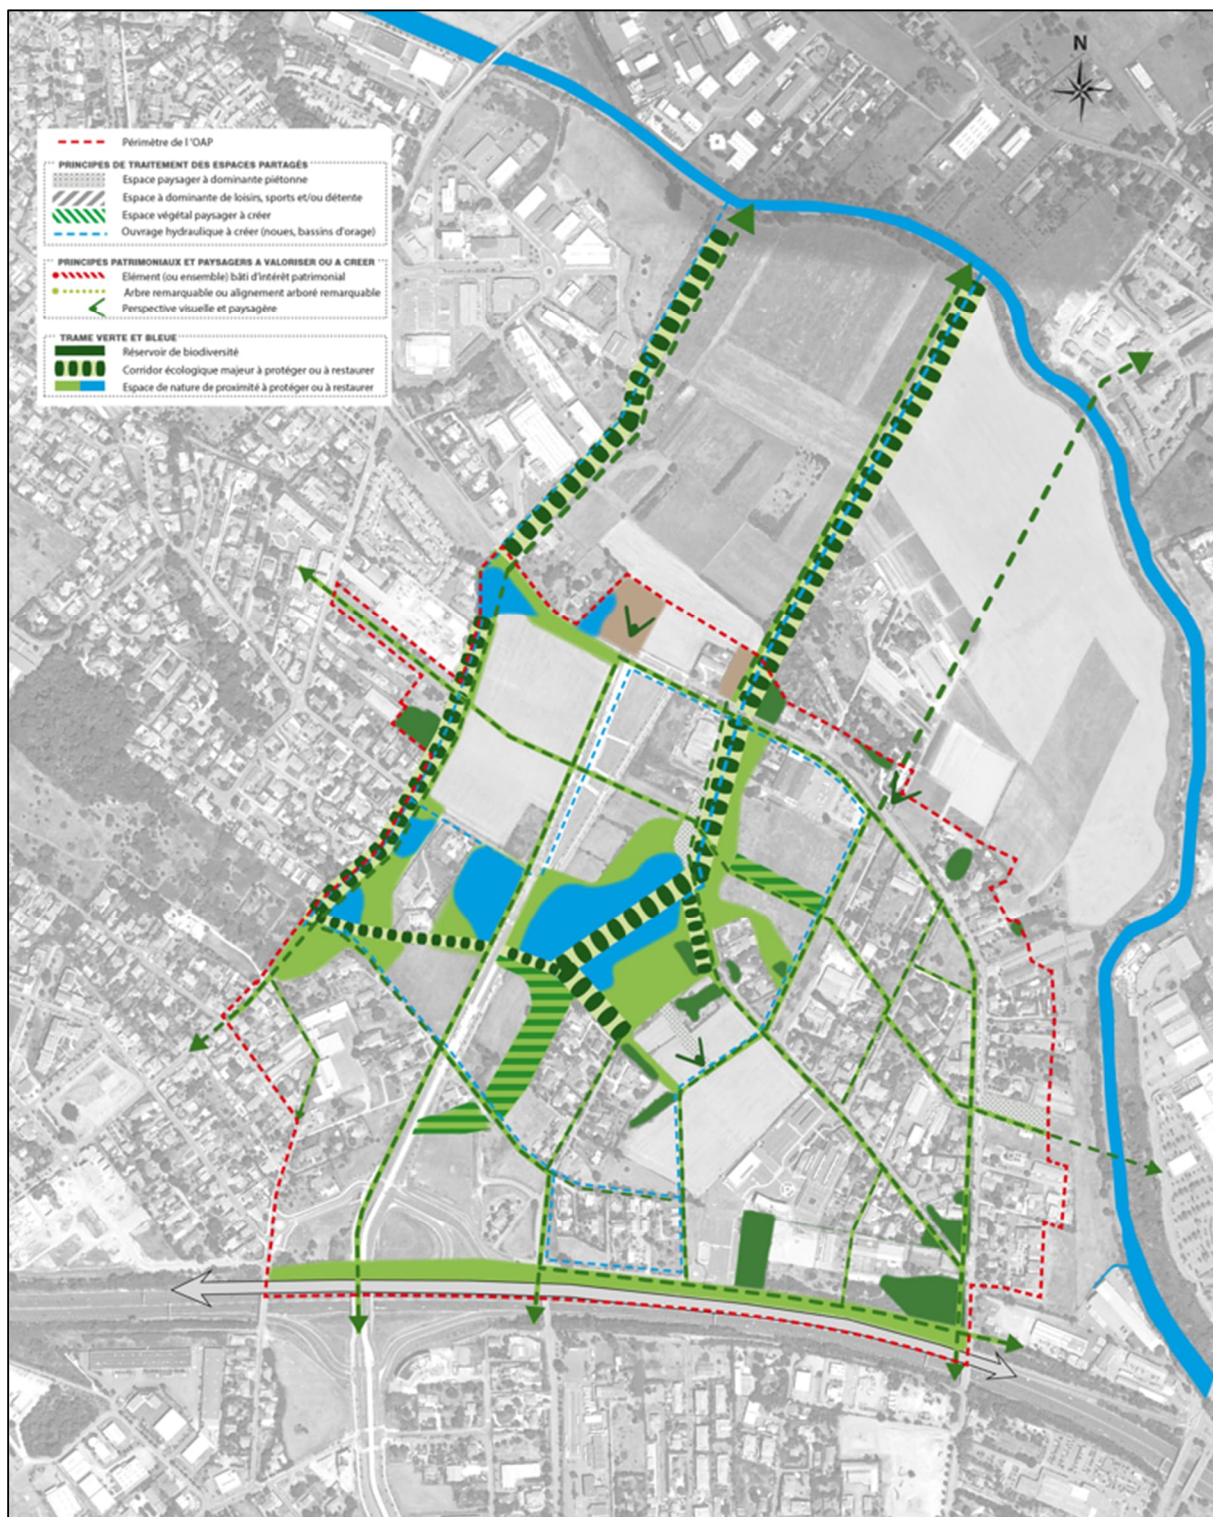 N
Périmètre de l 'OAP
PRINCIPES DE TRAITEMENT DES ESPACES PARTAGÉS
Espace paysager à dominante piétonne
Espace à dominante de loisirs, sports et/ou détente
Espace végétal paysager à créer
Ouvrage hydraulique à créer (noues, bassins d'orage)
PRINCIPES PATRIMONIAUX ET PAYSAGERS A VALORISER OU A CREER
Elément (ou ensemble) bâti d'intérêt patrimonial
Arbre remarquable ou alignement arboré remarquable
Perspective visuelle et paysagère
TRAME VERTE ET BLEUE
Réservoir de biodiversité
Corridor écologique majeur à protéger ou à restaurer
Espace de nature de proximité à protéger ou à restaurer